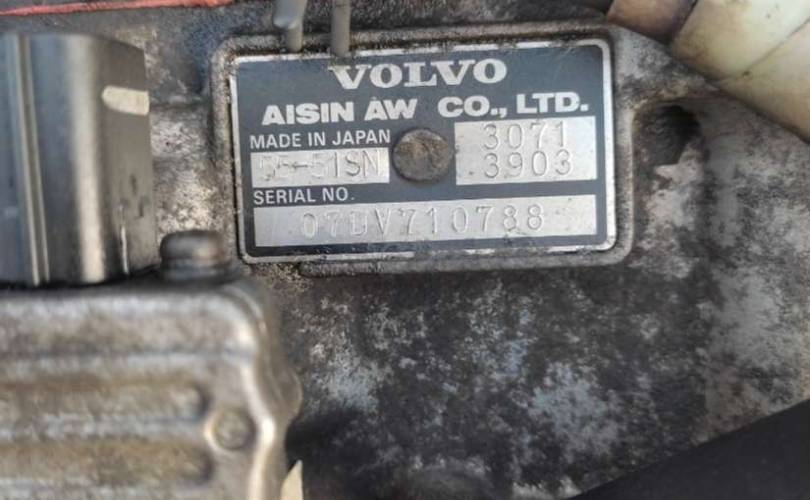 VOLVO
AISIN AW CO., LTD.
MADE IN JAPAN 3071
55-51SN 3903
SERIAL NO.
07DV710788